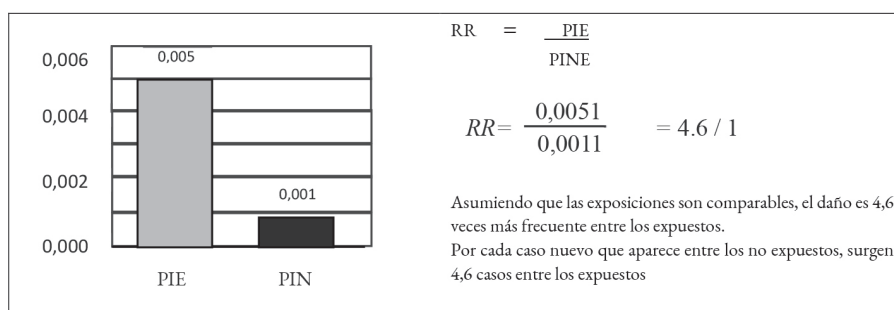 0,006
0,005
0,004
0,002
0,001
0,000
PIE
PIN
RR = PIE
PINE
RR= 0,0051 = 4.6 / 1
0,0011
Asumiendo que las exposiciones son comparables, el daño es 4,6
veces más frecuente entre los expuestos.
Por cada caso nuevo que aparece entre los no expuestos, surgen
4,6 casos entre los expuestos